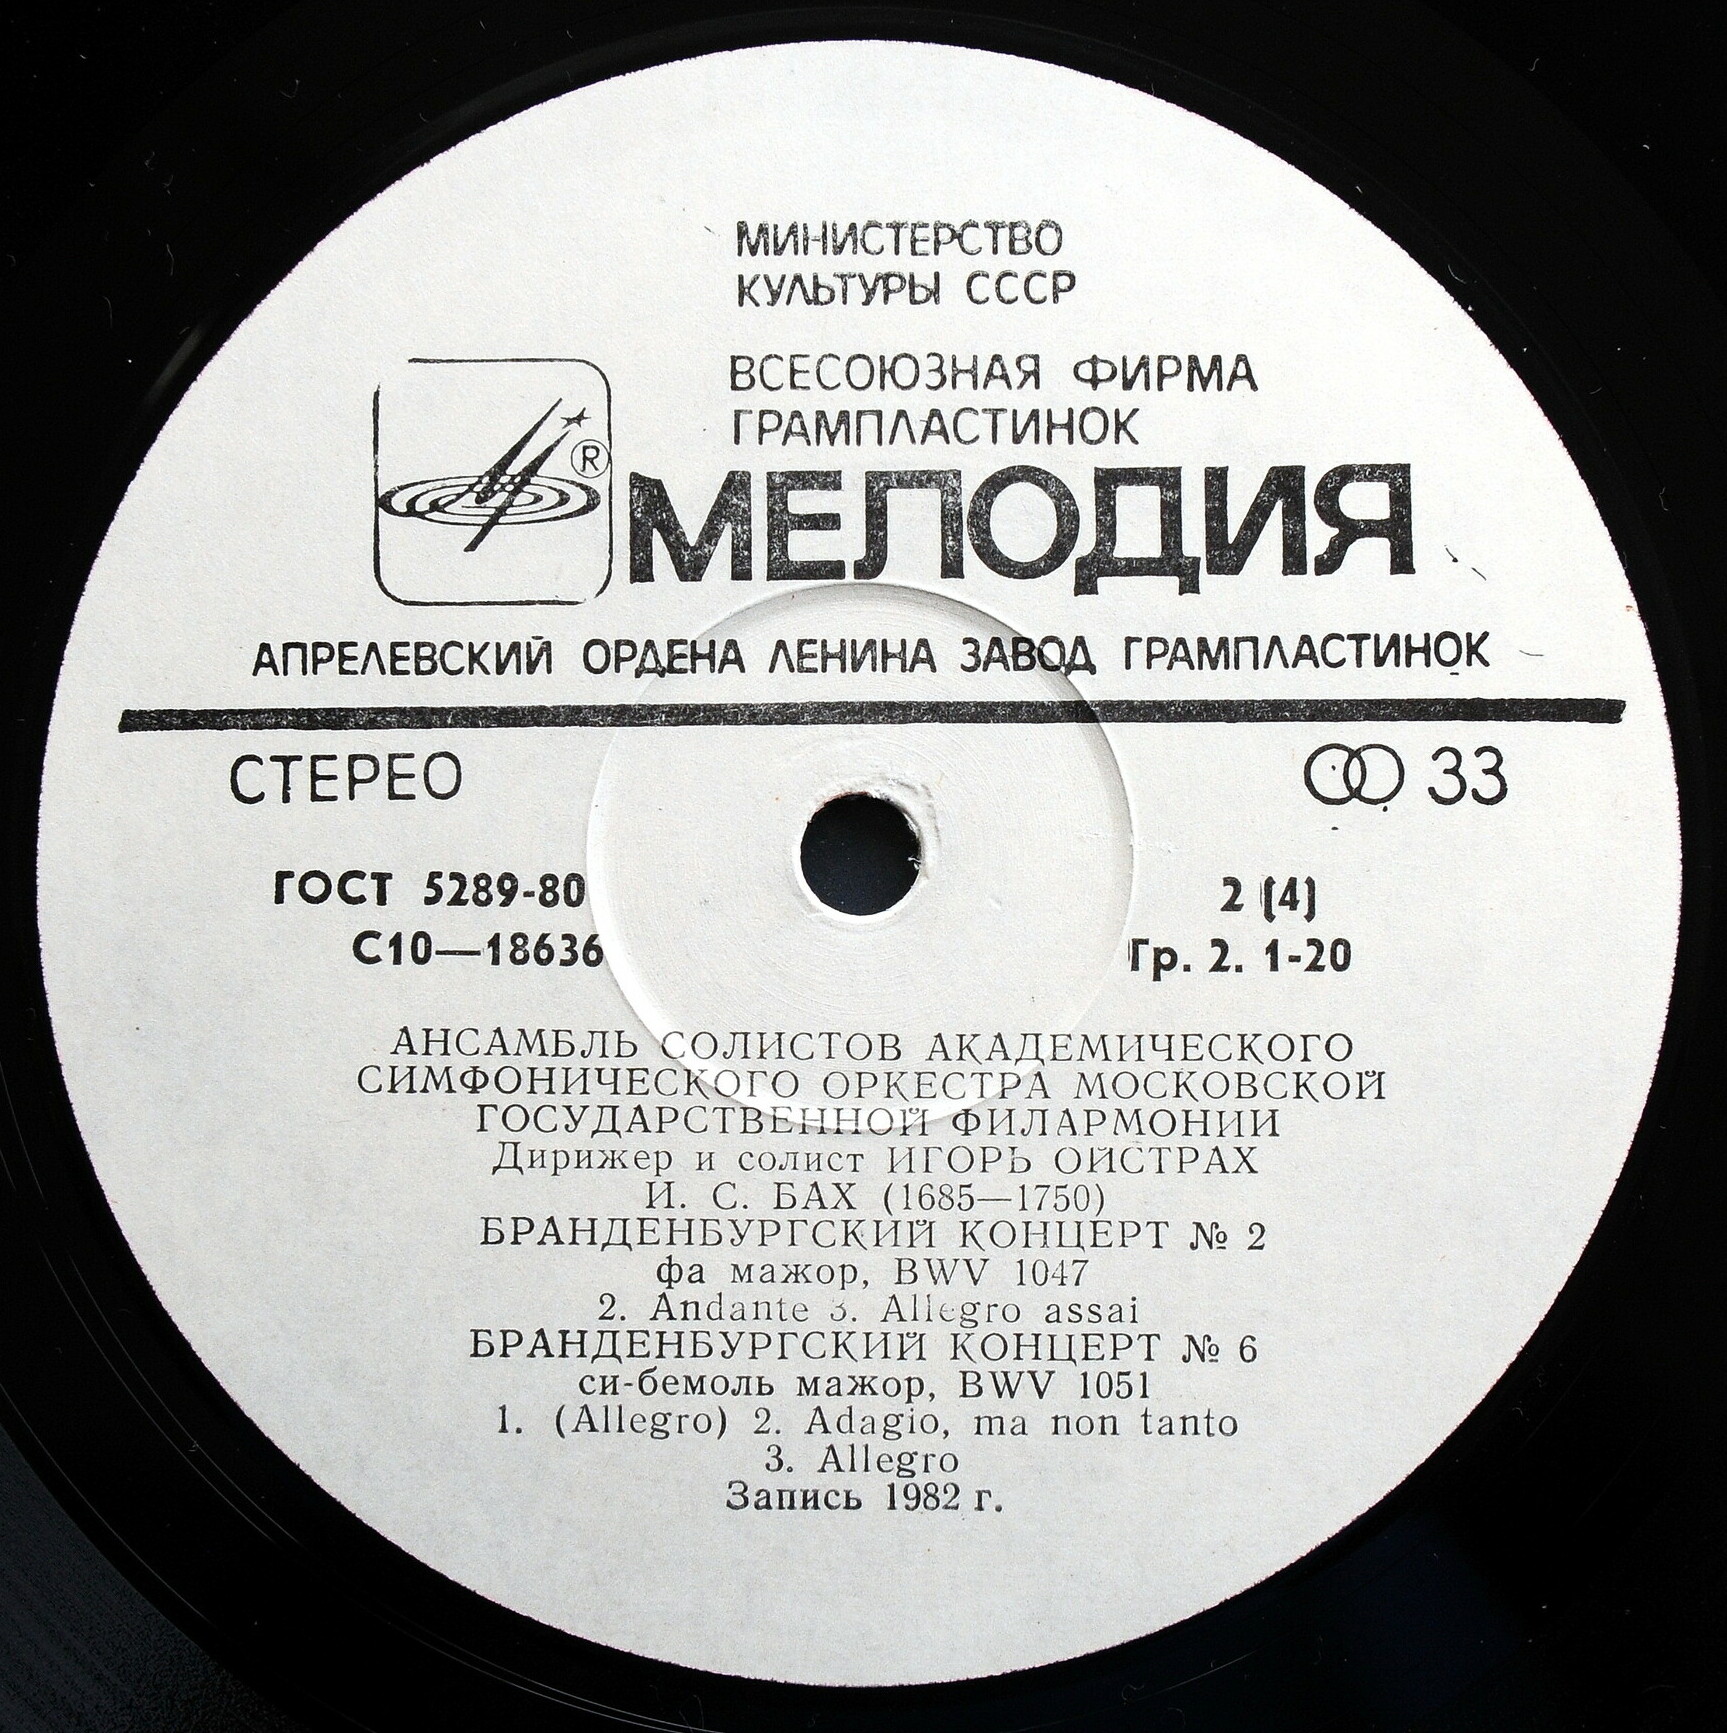 МИНИСТЕРСТВО
КУЛЬТУРЫ СССР
ВСЕСОЮЗНАЯ ФИРМА
ГРАМПЛАСТИНОК
®
МЕЛОДИЯ
АПРЕЛЕВСКИЙ ОРДЕНА ЛЕНИНА ЗАВОД ГРАМПЛАСТИНОК
СТЕРЕО
33
ГОСТ 5289-80
2 (4)
С10—18636
Гр. 2. 1-20
АНСАМБЛЬ СОЛИСТОВ АКАДЕМИЧЕСКОГО
СИМФОНИЧЕСКОГО ОРКЕСТРА МОСКОВСКОЙ
ГОСУДАРСТВЕННОЙ ФИЛАРМОНИИ
Дирижер и солист ИГОРЬ ОЙСТРАХ
И. С. БАХ (1685—1750)
БРАНДЕНБУРГСКИЙ КОНЦЕРТ № 2
фа мажор, BWV 1047
2. Andante 3. Allegro assai
БРАНДЕНБУРГСКИЙ КОНЦЕРТ № 6
си-бемоль мажор, BWV 1051
1. (Allegro) 2. Adagio, ma non tanto
3. Allegro
Запись 1982 г.